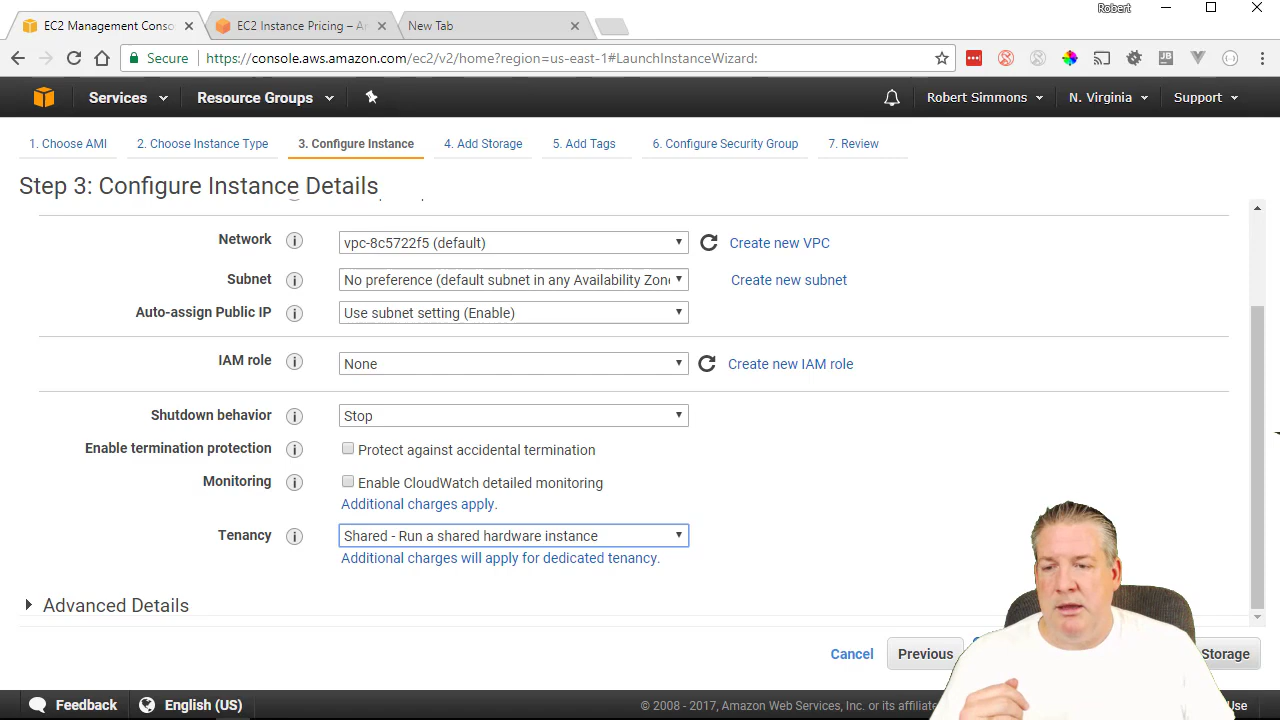 Robert
EC2 Management Conso
EC2 Instance Pricing – Am
New Tab
Secure
https://console.aws.amazon.com/ec2/v2/home?region=us-east-1#LaunchInstanceWizard:
Services
Resource Groups
Robert Simmons
N. Virginia
Support
1. Choose AMI
2. Choose Instance Type
3. Configure Instance
4. Add Storage
5. Add Tags
6. Configure Security Group
7. Review
Step 3: Configure Instance Details
Network
vpc-8c5722f5 (default)
Create new VPC
Subnet
No preference (default subnet in any Availability Zone
Create new subnet
Auto-assign Public IP
Use subnet setting (Enable)
IAM role
None
Create new IAM role
Shutdown behavior
Stop
Enable termination protection
Protect against accidental termination
Monitoring
Enable CloudWatch detailed monitoring
Additional charges apply.
Tenancy
Shared - Run a shared hardware instance
Additional charges will apply for dedicated tenancy.
Advanced Details
Cancel
Previous
Storage
Feedback
English (US)
© 2008 - 2017, Amazon Web Services, Inc. or its affiliate
Use